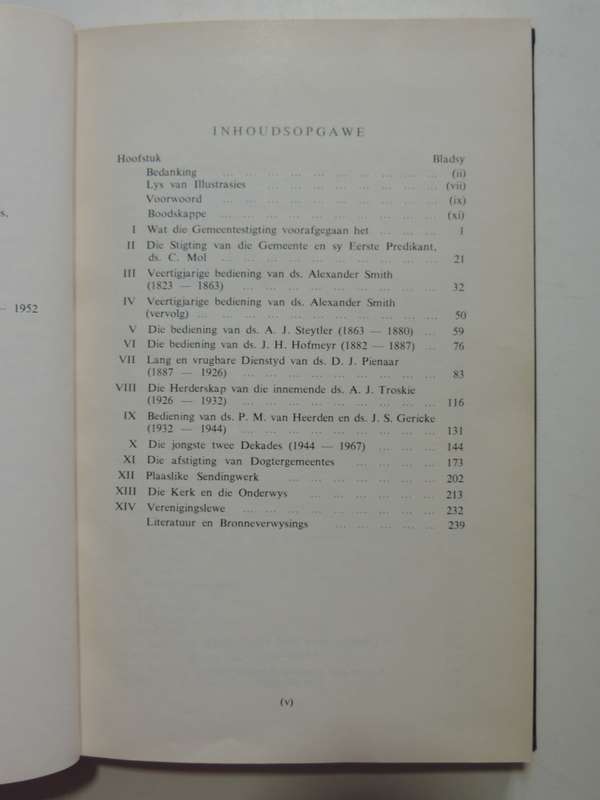 s,
— 1952
INHOUDSOPGAWE
Hoofstuk Bladsy
Bedanking ... ... ... ... ... ... ... ... ... ... (ii)
Lys van Illustrasies ... ... ... ... ... ... ... ... (vii)
Voorwoord ... ... ... ... ... ... ... ... ... ... (ix)
Boodskappe ... ... ... ... ... ... ... ... ... ... (xi)
I Wat die Gemeentestigting voorafgegaan het ... ... ... 1
II Die Stigting van die Gemeente en sy Eerste Predikant,
ds. C. Mol ... ... ... ... ... ... ... ... ... 21
III Veertigjarige bediening van ds. Alexander Smith
(1823 — 1863) ... ... ... ... ... ... ... ... 32
IV Veertigjarige bediening van ds. Alexander Smith
(vervolg) ... ... ... ... ... ... ... ... ... ... 50
V Die bediening van ds. A. J. Steytler (1863 — 1880) ... 59
VI Die bediening van ds. J. H. Hofmeyr (1882 — 1887) ... 76
VII Lang en vrugbare Dienstyd van ds. D. J. Pienaar
(1887 — 1926) ... ... ... ... ... ... ... ... 83
VIII Die Herderskap van die innemende ds. A. J. Troskie
(1926 — 1932) ... ... ... ... ... ... ... ... 116
IX Bediening van ds. P. M. van Heerden en ds. J. S. Gericke
(1932 — 1944) ... ... ... ... ... ... ... ... 131
X Die jongste twee Dekades (1944 — 1967) ... ... ... 144
XI Die afstigting van Dogtergemeentes ... ... ... ... 173
XII Plaaslike Sendingwerk ... ... ... ... ... ... 202
XIII Die Kerk en die Onderwys ... ... ... ... ... ... 213
XIV Verenigingslewe ... ... ... ... ... ... ... ... 232
Literatuur en Bronneverwysings ... ... ... ... ... 239
(v)